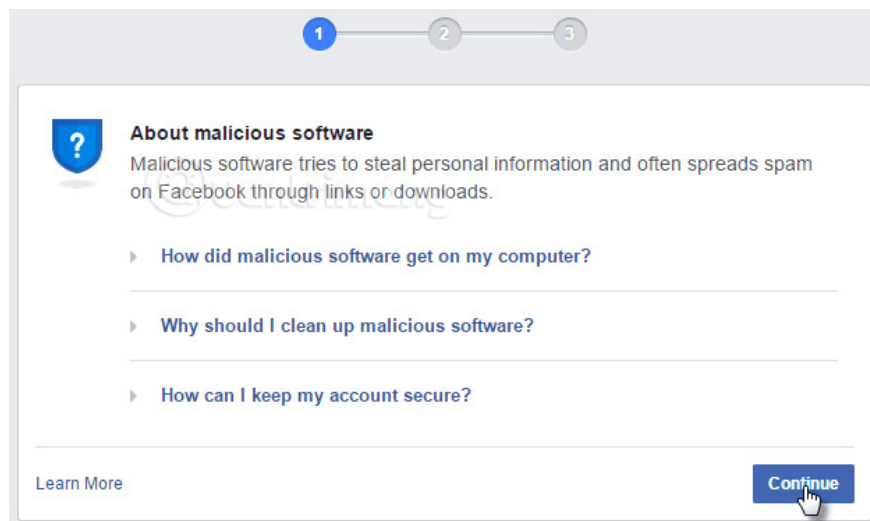 1 2 3
?
About malicious software
Malicious software tries to steal personal information and often spreads spam
on Facebook through links or downloads.
quantrimang
How did malicious software get on my computer?
Why should I clean up malicious software?
How can I keep my account secure?
Learn More
Continue